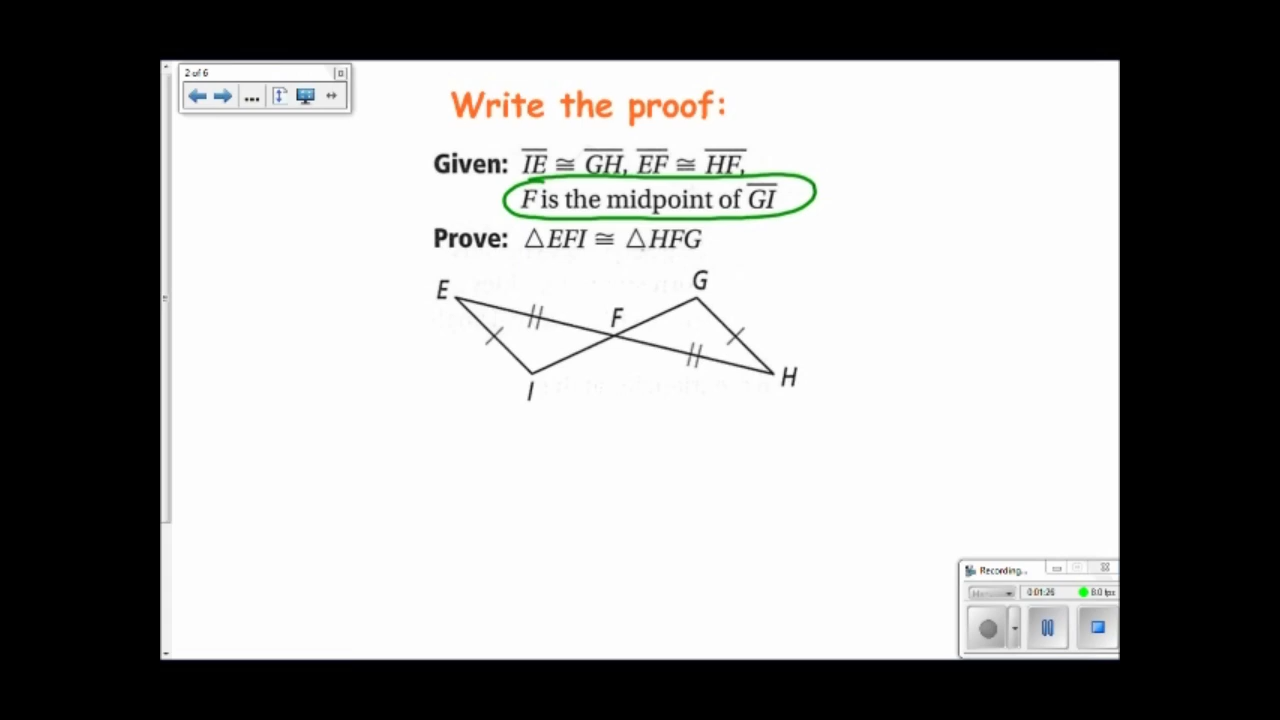 2 of 6
Write the proof:
Given: IE ≅ GH, EF ≅ HF,
F is the midpoint of GI
Prove: △EFI ≅ △HFG
E
G
F
H
I
Recording...
0:01:26 8.0 fps